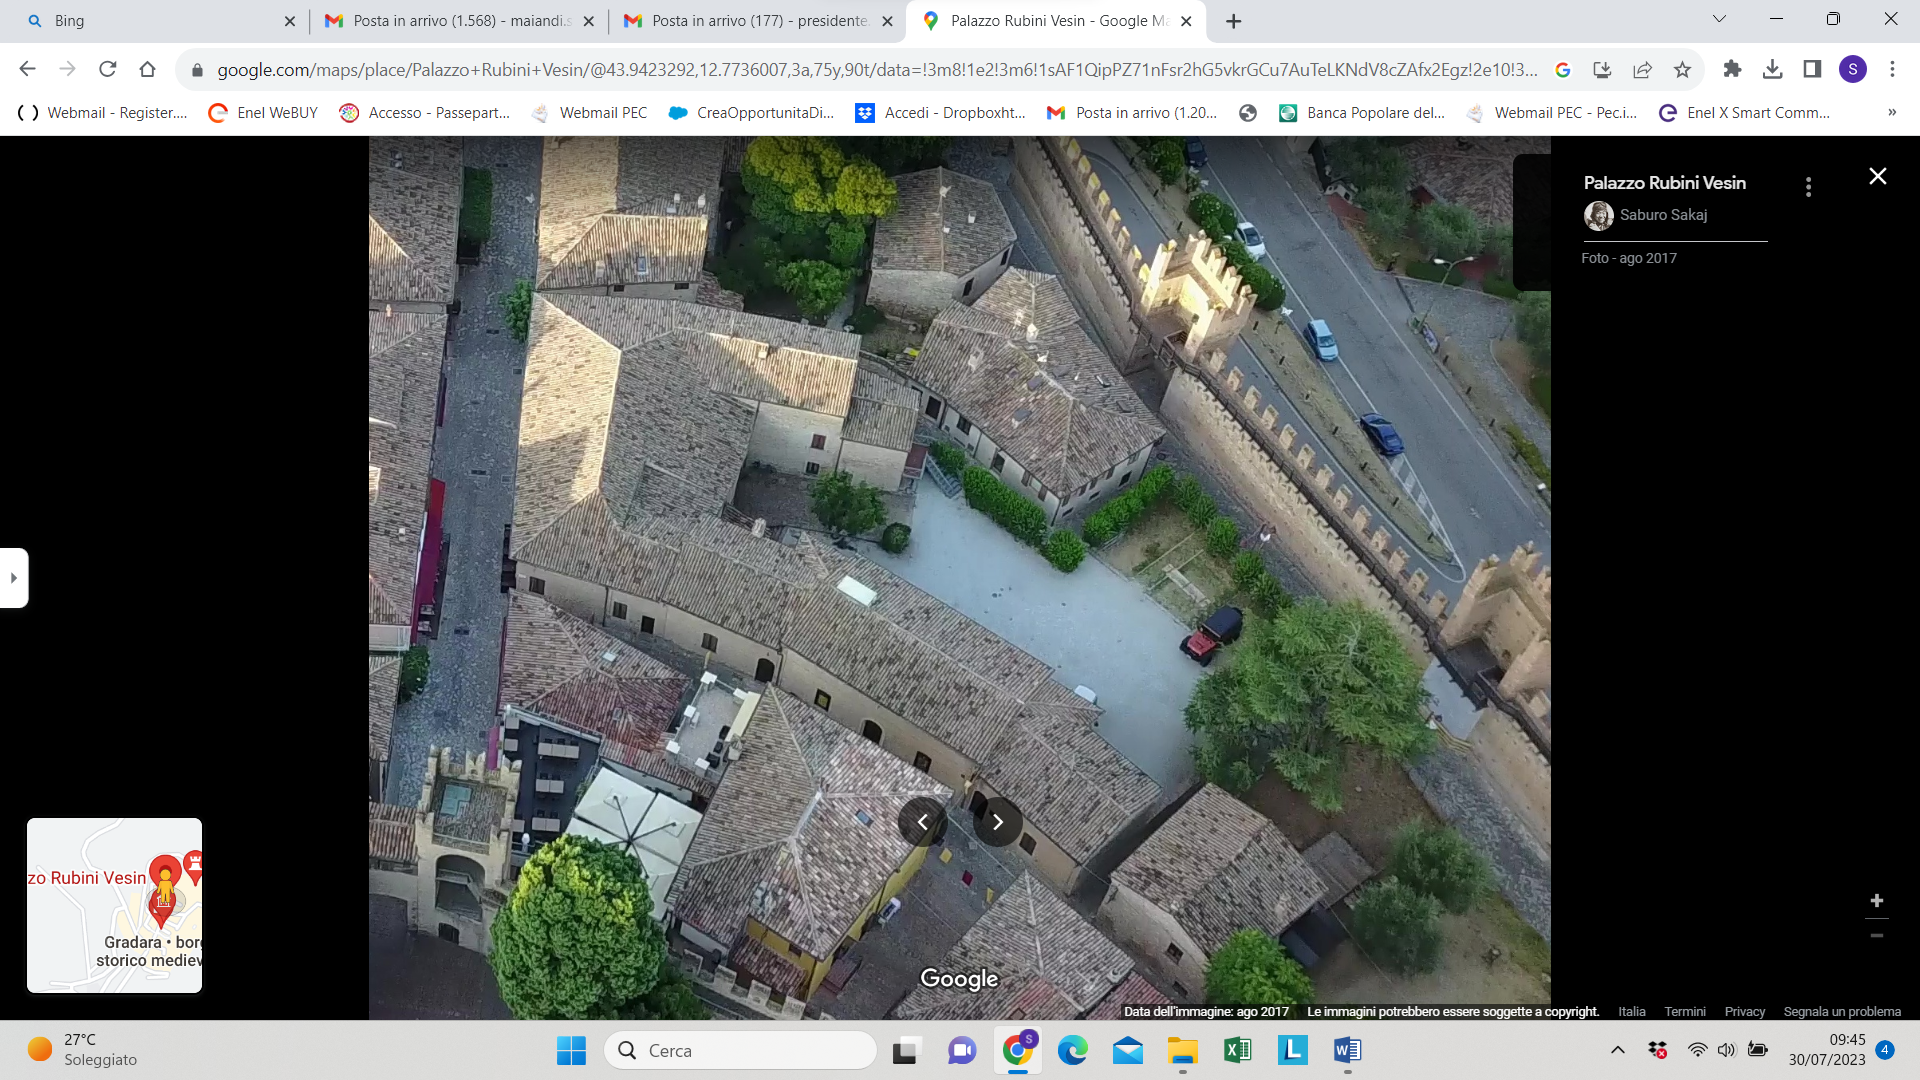 Bing
Posta in arrivo (1.568) - maiandi.s
Posta in arrivo (177) - presidente.
Palazzo Rubini Vesin - Google Ma
google.com/maps/place/Palazzo+Rubini+Vesin/@43.9423292,12.7736007,3a,75y,90t/data=!3m8!1e2!3m6!1sAF1QipPZ71nFsr2hG5vkrGCu7AuTeLKNdV8cZAfx2Egz!2e10!3...
S
Webmail - Register....
Enel WeBUY
Accesso - Passepart...
Webmail PEC
CreaOpportunitaDi...
Accedi - Dropboxht...
Posta in arrivo (1.20...
Banca Popolare del...
Webmail PEC - Pec.i...
Enel X Smart Comm...
»
Palazzo Rubini Vesin
Saburo Sakaj
Foto - ago 2017
zo Rubini Vesin
Gradara • borg
storico mediev
Google
Data dell'immagine: ago 2017
Le immagini potrebbero essere soggette a copyright.
Italia
Termini
Privacy
Segnala un problema
27°C
Soleggiato
Cerca
S
L
09:45
30/07/2023
4